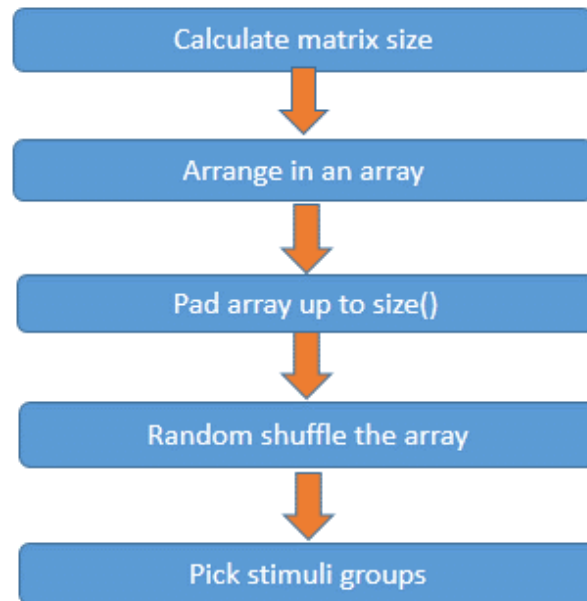 Calculate matrix size
Arrange in an array
Pad array up to size()
Random shuffle the array
Pick stimuli groups